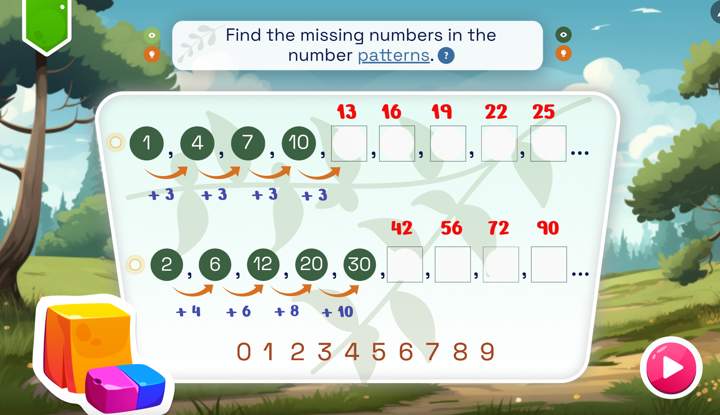 Find the missing numbers in the
number patterns. ?
13 16 19 22 25
1, 4, 7, 10, , , , , ...
+3 +3 +3 +3
42 56 72 90
2, 6, 12, 20, 30, , , , ...
+4 +6 +8 +10
0 1 2 3 4 5 6 7 8 9